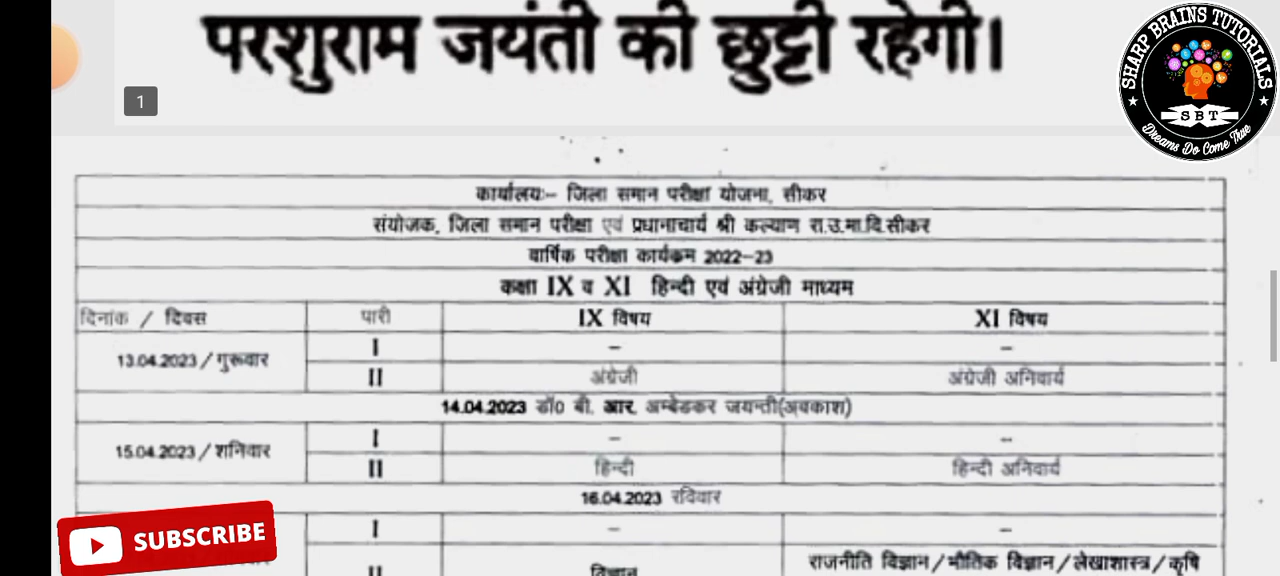 परशुराम जयंती की छुट्टी रहेगी।
1
SHARP BRAINS TUTORIALS
SBT
Dreams Do Come True
कार्यालयः– जिला समान परीक्षा योजना, सीकर
संयोजक, जिला समान परीक्षा एवं प्रधानाचार्य श्री कल्याण रा.उ.मा.वि.सीकर
वार्षिक परीक्षा कार्यक्रम 2022–23
कक्षा IX व XI हिन्दी एवं अंग्रेजी माध्यम
दिनांक / दिवस पारी IX विषय XI विषय
13.04.2023 / गुरूवार I – –
II अंग्रेजी अंग्रेजी अनिवार्य
14.04.2023 डॉ0 बी. आर. अम्बेडकर जयन्ती(अवकाश)
15.04.2023 / शनिवार I – --
II हिन्दी हिन्दी अनिवार्य
16.04.2023 रविवार
I – –
II विज्ञान राजनीति विज्ञान / भौतिक विज्ञान / लेखाशास्त्र / कृषि
SUBSCRIBE